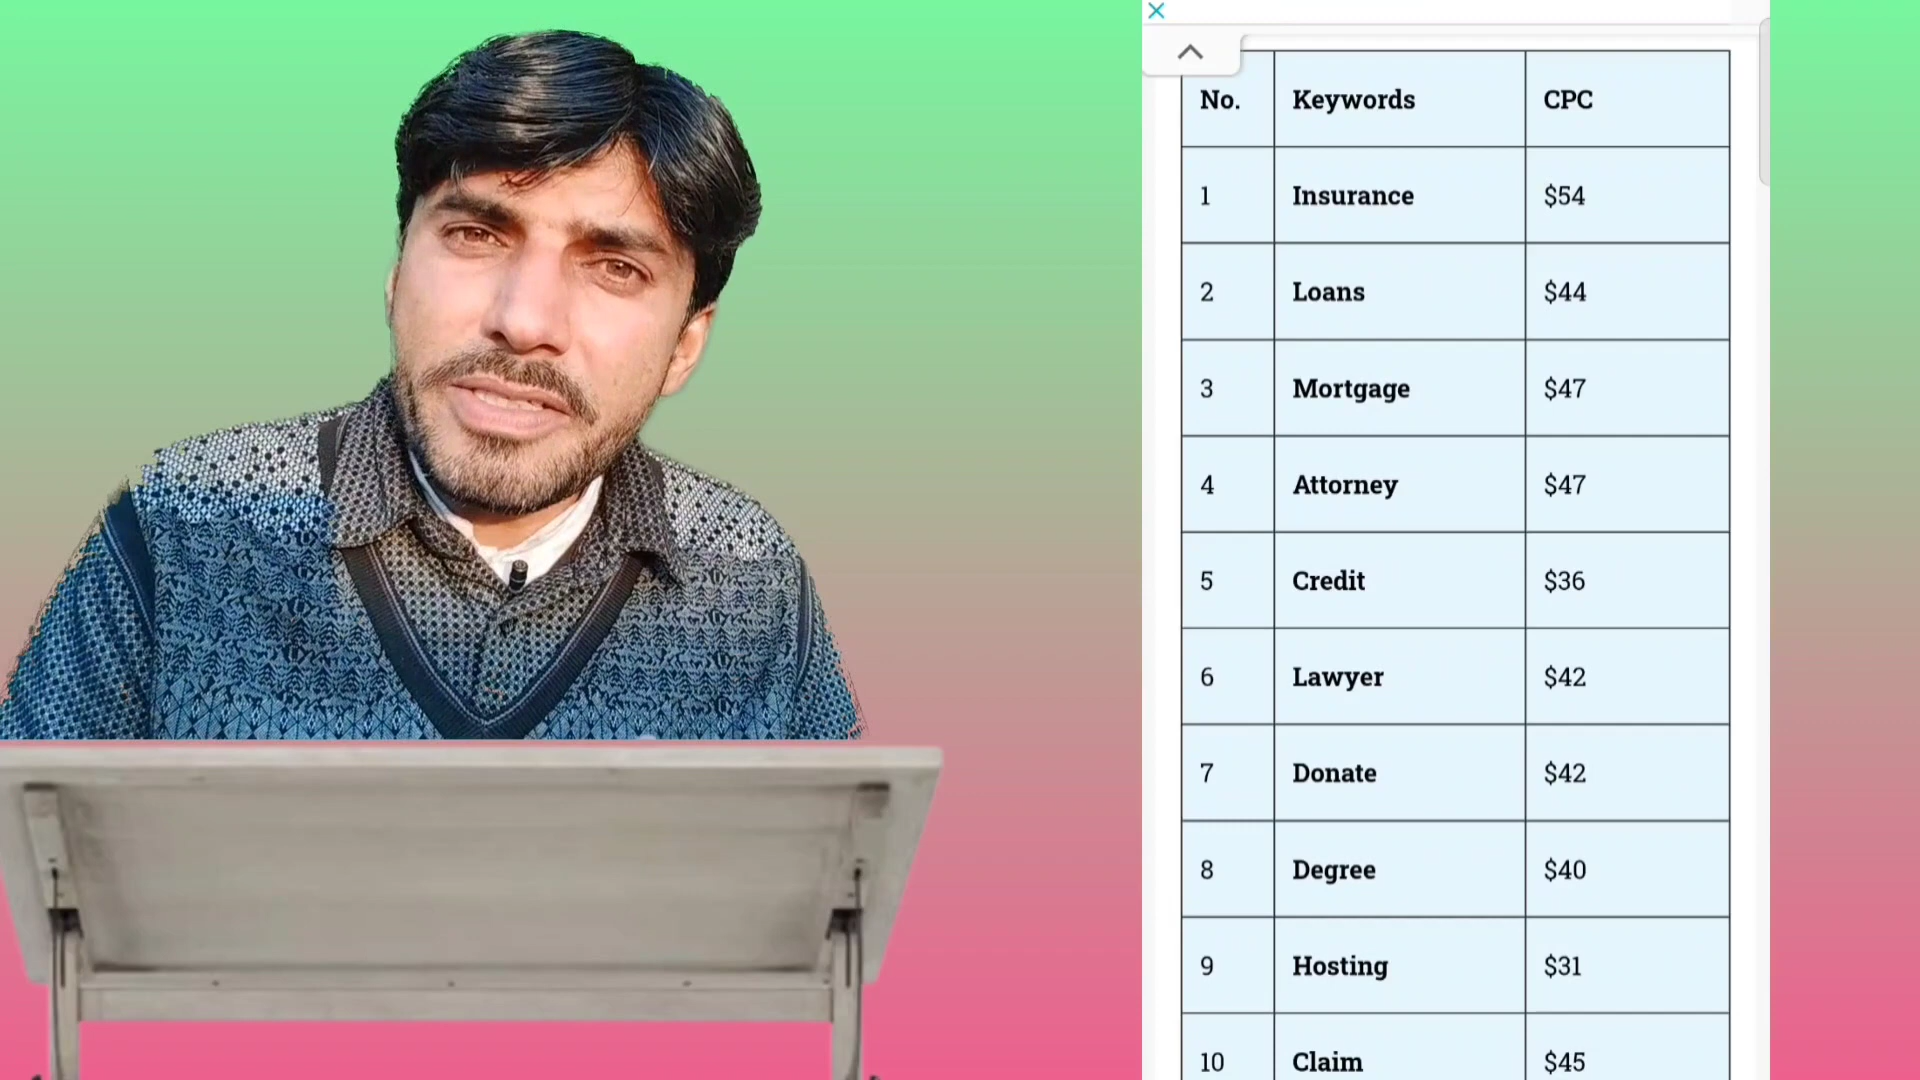 No. Keywords CPC
1 Insurance $54
2 Loans $44
3 Mortgage $47
4 Attorney $47
5 Credit $36
6 Lawyer $42
7 Donate $42
8 Degree $40
9 Hosting $31
10 Claim $45